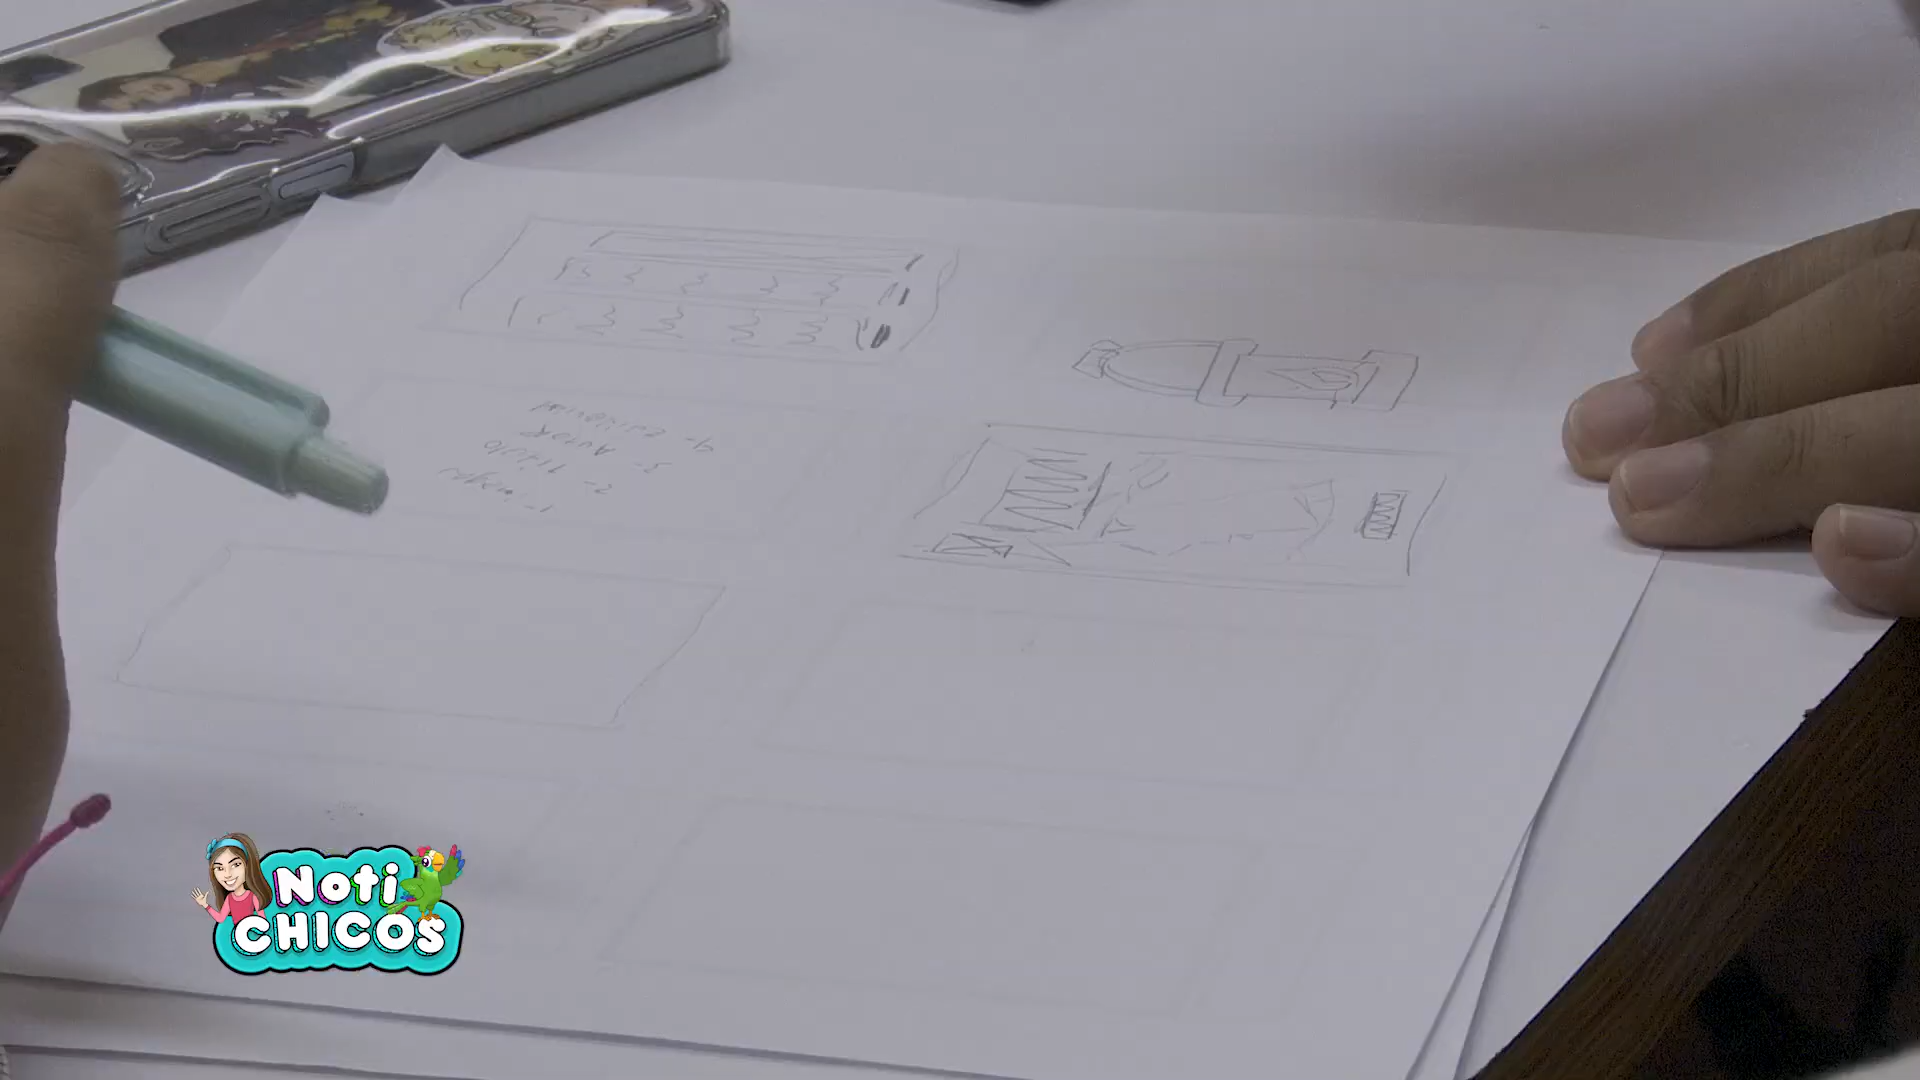 1- imagen
2- TITULO
3- AUTOR
4- EDITORIAL
Noti
CHICOS